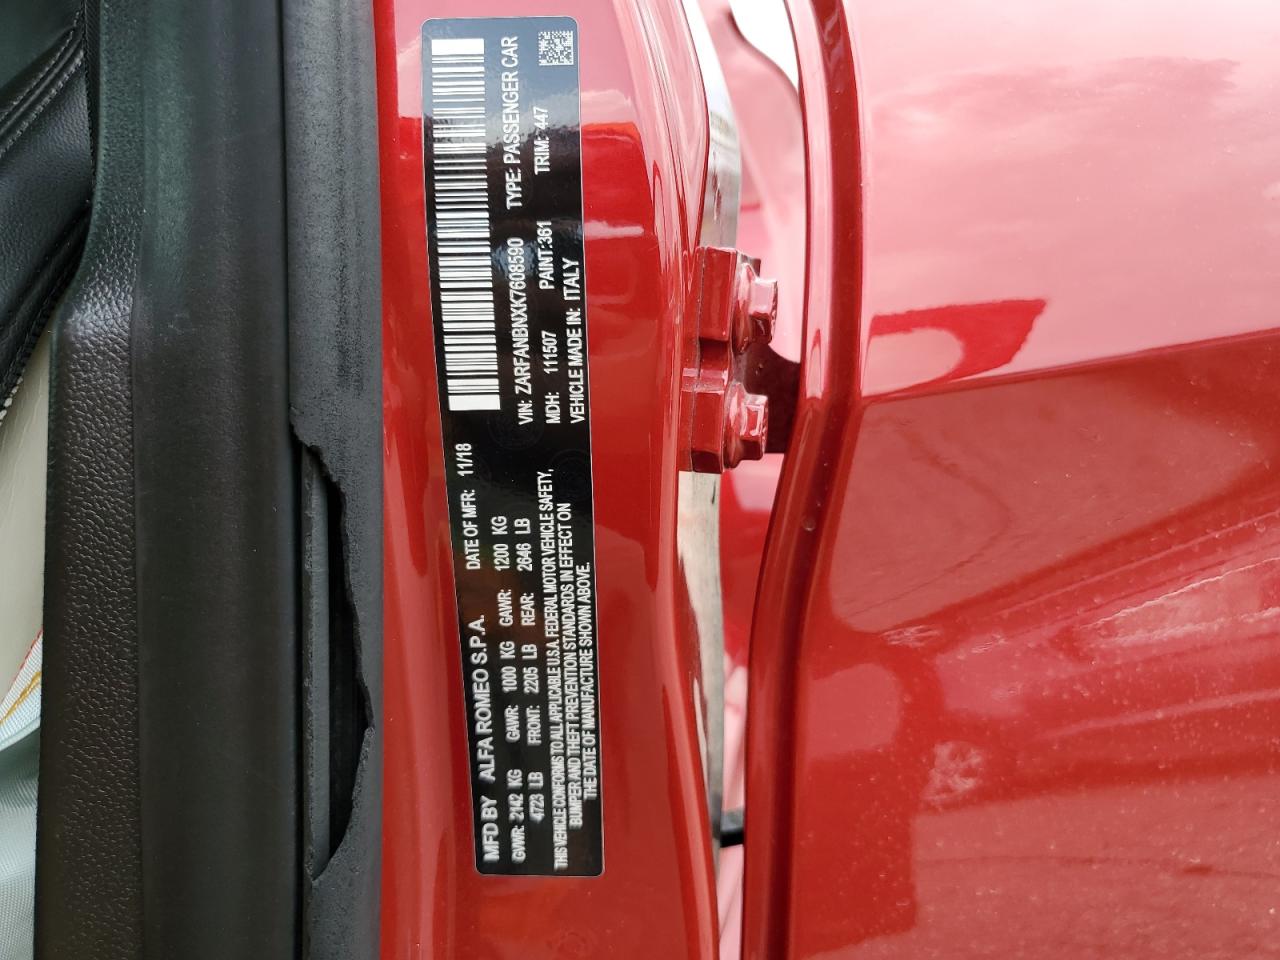 MFD BY ALFA ROMEO S.P.A. DATE OF MFR: 11/18
GVWR: 2142 KG GAWR: 1000 KG GAWR: 1200 KG
4723 LB FRONT: 2205 LB REAR: 2646 LB
THIS VEHICLE CONFORMS TO ALL APPLICABLE U.S.A. FEDERAL MOTOR VEHICLE SAFETY,
BUMPER AND THEFT PREVENTION STANDARDS IN EFFECT ON
THE DATE OF MANUFACTURE SHOWN ABOVE.
VIN: ZARFANBNXK7608590 TYPE: PASSENGER CAR
MDH: 111507 PAINT:361 TRIM: 447
VEHICLE MADE IN: ITALY